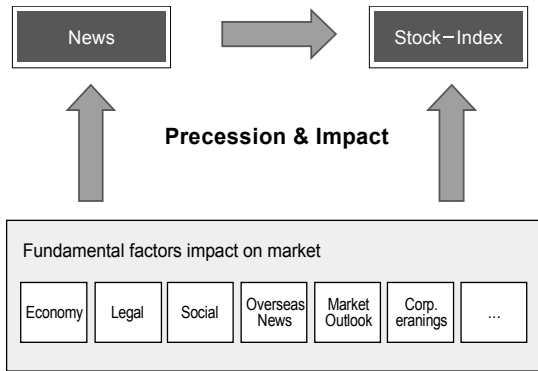 News
Stock−Index
Precession & Impact
Fundamental factors impact on market
Economy
Legal
Social
Overseas
News
Market
Outlook
Corp.
eranings
...